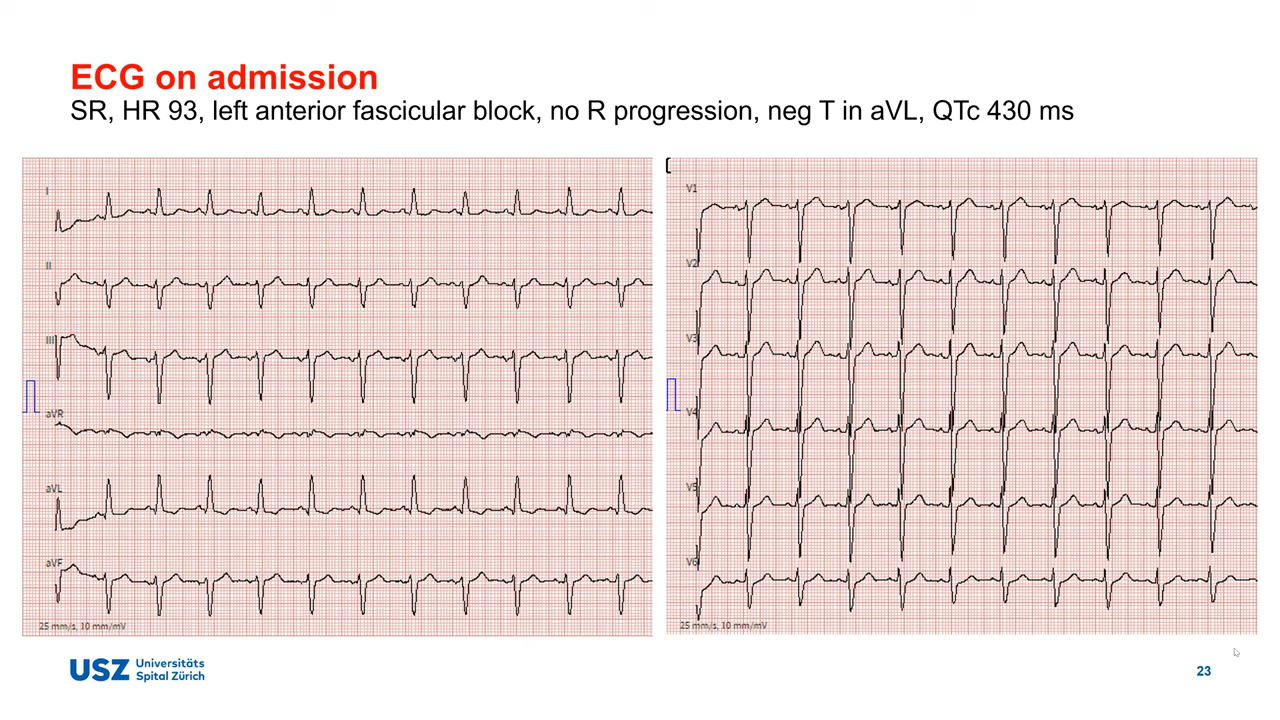 ECG on admission
SR, HR 93, left anterior fascicular block, no R progression, neg T in aVL, QTc 430 ms
I
II
III
aVR
aVL
aVF
25 mm/s, 10 mm/mV
V1
V2
V3
V4
V5
V6
25 mm/s, 10 mm/mV
USZ Universitäts
Spital Zürich
23